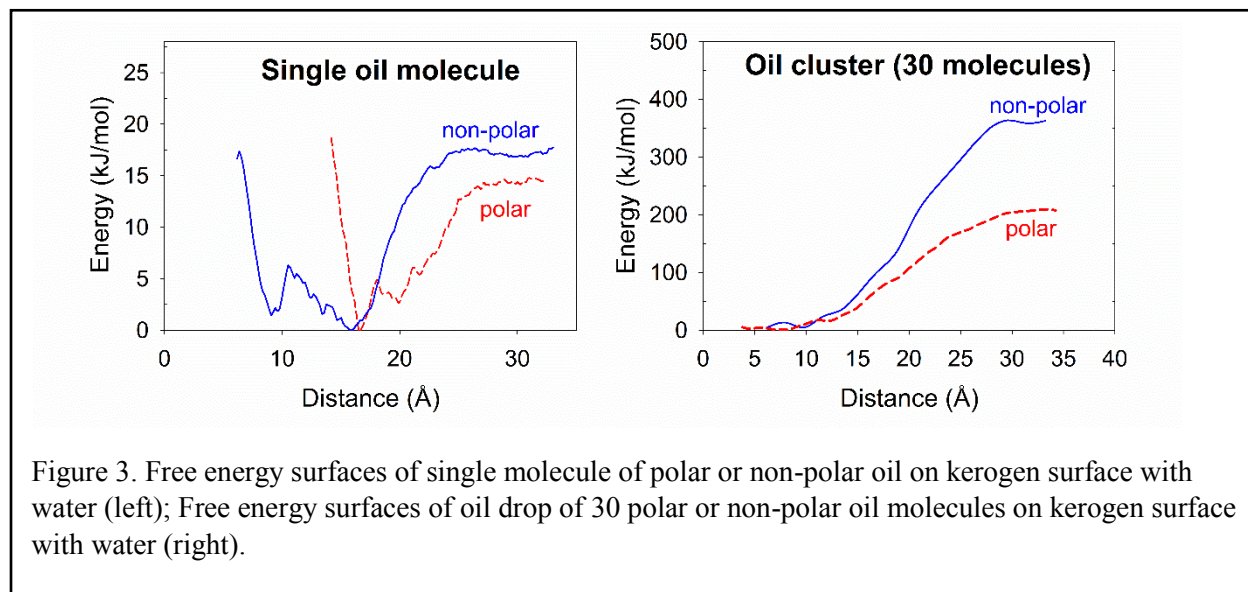 Single oil molecule
non-polar
polar
Energy (kJ/mol)
25
20
15
10
5
0
0 10 20 30
Distance (Å)
Oil cluster (30 molecules)
non-polar
polar
Energy (kJ/mol)
500
400
300
200
100
0
0 5 10 15 20 25 30 35 40
Distance (Å)
Figure 3. Free energy surfaces of single molecule of polar or non-polar oil on kerogen surface with
water (left); Free energy surfaces of oil drop of 30 polar or non-polar oil molecules on kerogen surface
with water (right).